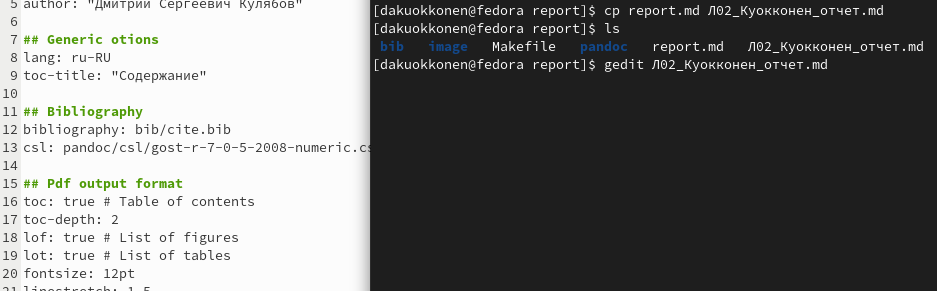 5 author: "Дмитрий Сергеевич Кулябов"
6
7 ## Generic otions
8 lang: ru-RU
9 toc-title: "Содержание"
10
11 ## Bibliography
12 bibliography: bib/cite.bib
13 csl: pandoc/csl/gost-r-7-0-5-2008-numeric.cs
14
15 ## Pdf output format
16 toc: true # Table of contents
17 toc-depth: 2
18 lof: true # List of figures
19 lot: true # List of tables
20 fontsize: 12pt
21 linestretch: 1.5
[dakuokkonen@fedora report]$ cp report.md Л02_Куокконен_отчет.md
[dakuokkonen@fedora report]$ ls
bib image Makefile pandoc report.md Л02_Куокконен_отчет.md
[dakuokkonen@fedora report]$ gedit Л02_Куокконен_отчет.md